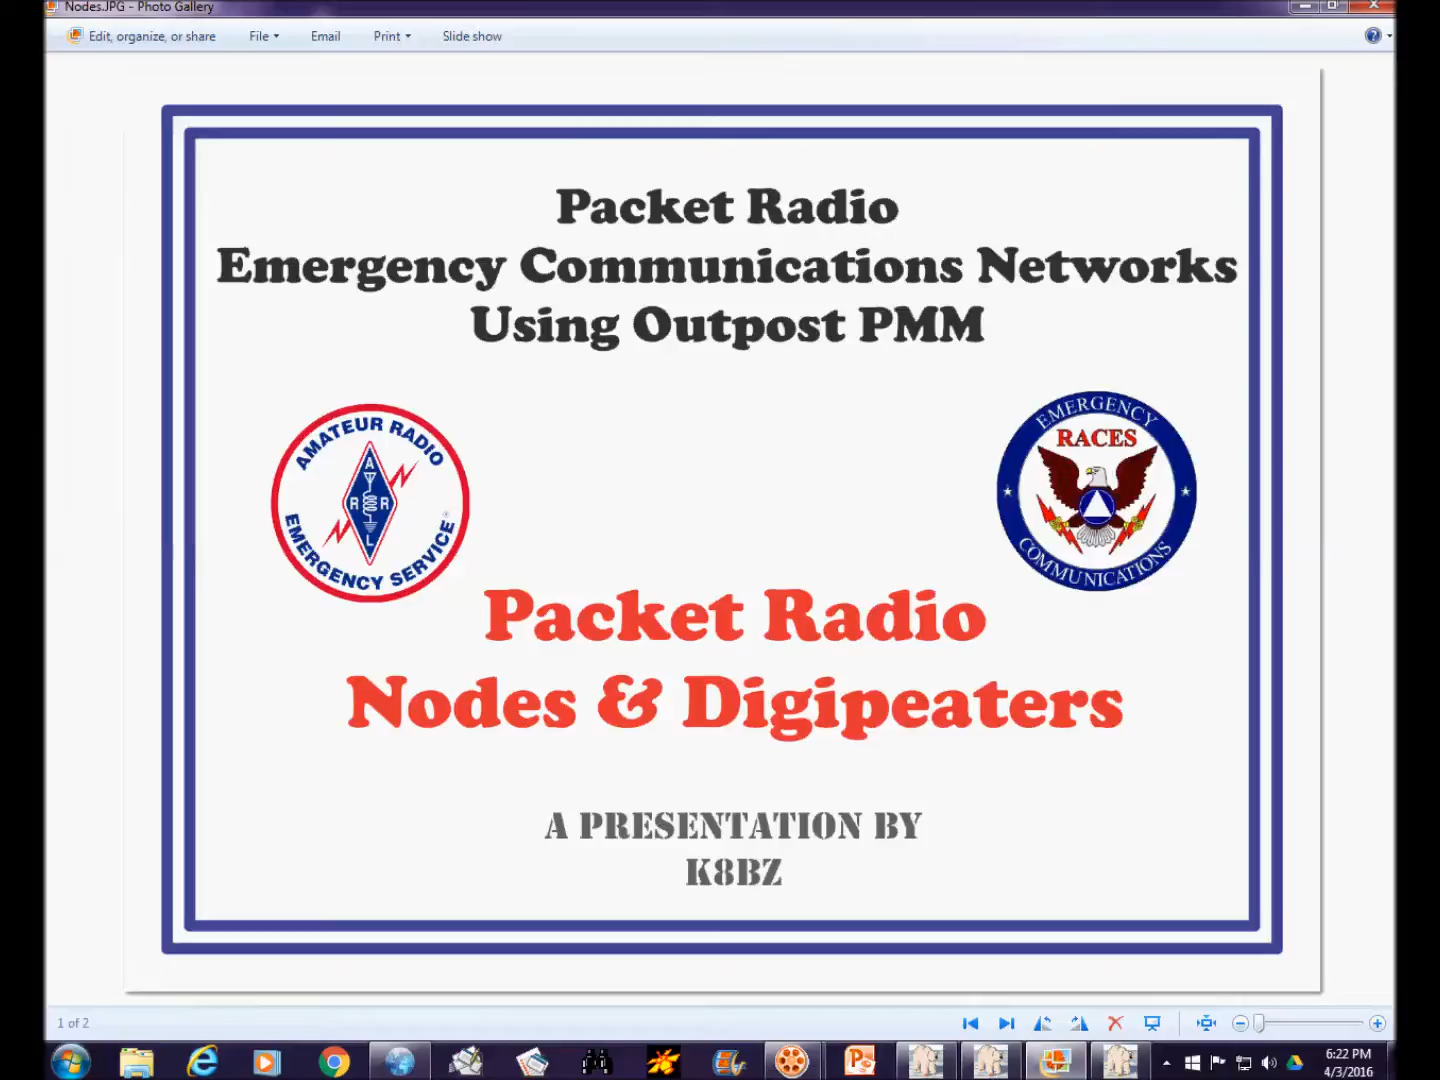 Nodes.JPG - Photo Gallery
Edit, organize, or share File Email Print Slide show
Packet Radio
Emergency Communications Networks
Using Outpost PMM
AMATEUR RADIO
A
R R
L
EMERGENCY SERVICE
EMERGENCY
RACES
COMMUNICATIONS
Packet Radio
Nodes & Digipeaters
A PRESENTATION BY
K8BZ
1 of 2
6:22 PM
4/3/2016